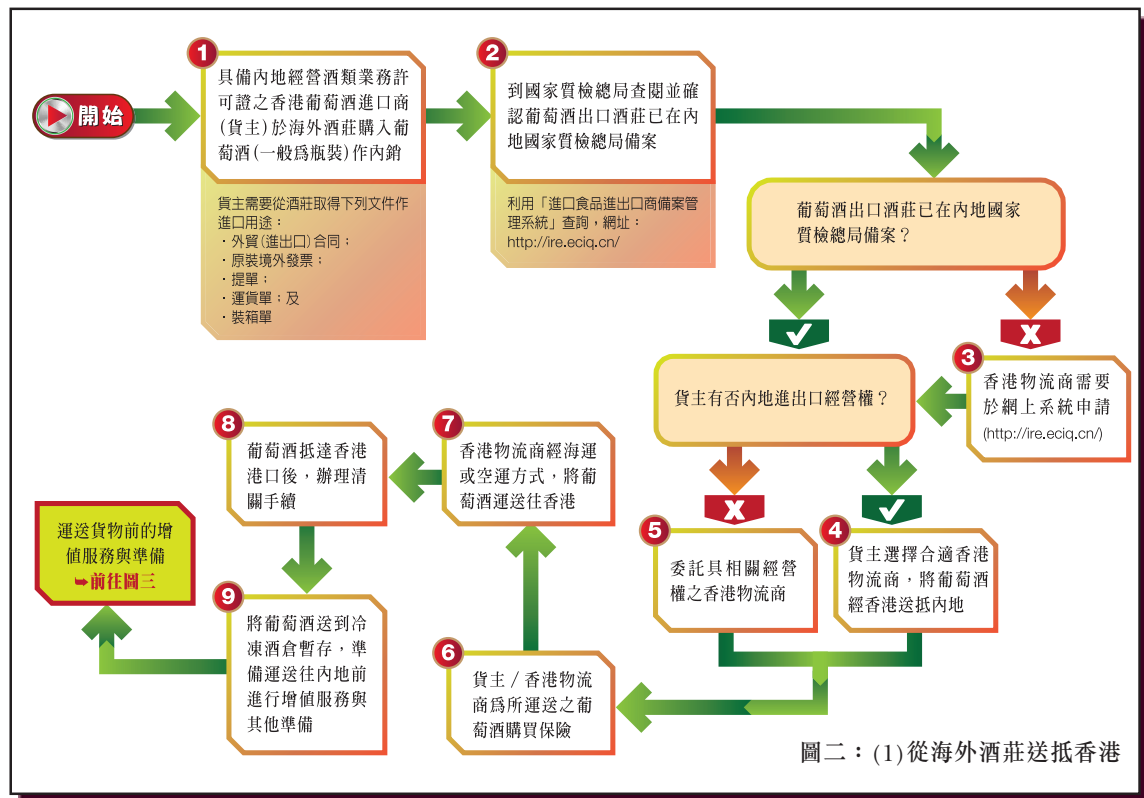 開始
1
具備內地經營酒類業務許
可證之香港葡萄酒進口商
(貨主)於海外酒莊購入葡
萄酒(一般爲瓶裝)作內銷
貨主需要從酒莊取得下列文件作
進口用途：
·外貿(進出口)合同；
·原裝境外發票；
·提單；
·運貨單；及
·裝箱單
2
到國家質檢總局查閱並確
認葡萄酒出口酒莊已在內
地國家質檢總局備案
利用「進口食品進出口商備案管
理系統」查詢，網址：
http://ire.eciq.cn/
葡萄酒出口酒莊已在內地國家
質檢總局備案？
3
香港物流商需要
於網上系統申請
(http://ire.eciq.cn/)
貨主有否內地進出口經營權？
4
貨主選擇合適香港
物流商，將葡萄酒
經香港送抵內地
5
委託具相關經營
權之香港物流商
6
貨主／香港物流
商爲所運送之葡
萄酒購買保險
7
香港物流商經海運
或空運方式，將葡
萄酒運送往香港
8
葡萄酒抵達香港
港口後，辦理清
關手續
9
將葡萄酒送到冷
凍酒倉暫存，準
備運送往內地前
進行增值服務與
其他準備
運送貨物前的增
值服務與準備
➥前往圖三
圖二：(1)從海外酒莊送抵香港